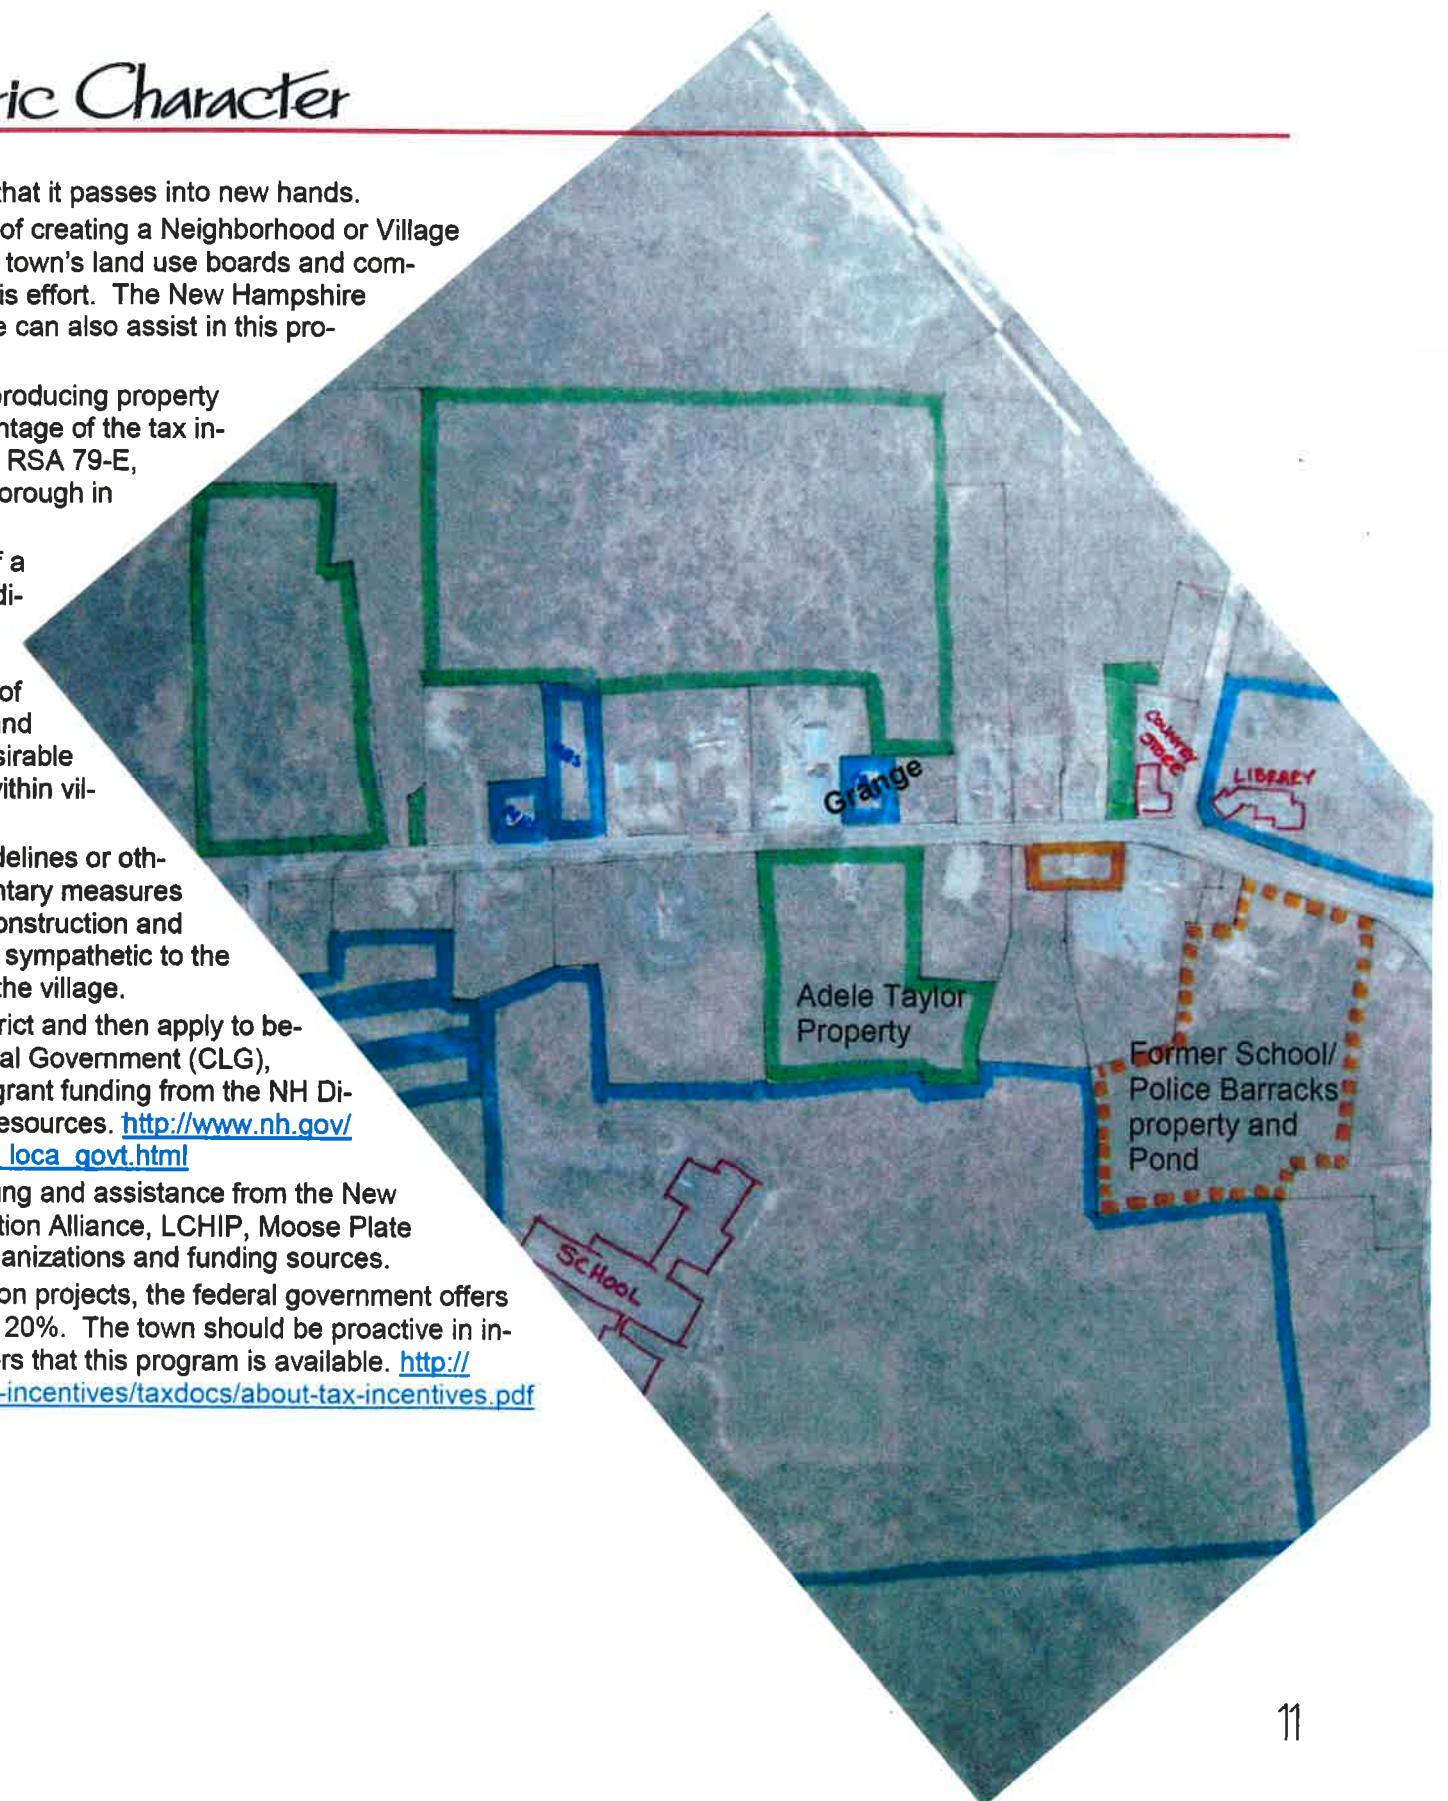 ric Character
that it passes into new hands.
of creating a Neighborhood or Village
town's land use boards and com-
is effort. The New Hampshire
e can also assist in this pro-
producing property
ntage of the tax in-
RSA 79-E,
orough in
f a
di-
of
and
sirable
within vil-
delines or oth-
ntary measures
onstruction and
sympathetic to the
the village.
rict and then apply to be-
al Government (CLG),
grant funding from the NH Di-
esources. http://www.nh.gov/
_loca_govt.html
ing and assistance from the New
tion Alliance, LCHIP, Moose Plate
anizations and funding sources.
on projects, the federal government offers
20%. The town should be proactive in in-
rs that this program is available. http://
-incentives/taxdocs/about-tax-incentives.pdf
COUNTRY
STORE
LIBRARY
Grange
Adele Taylor
Property
Former School/
Police Barracks
property and
Pond
SCHOOL
11